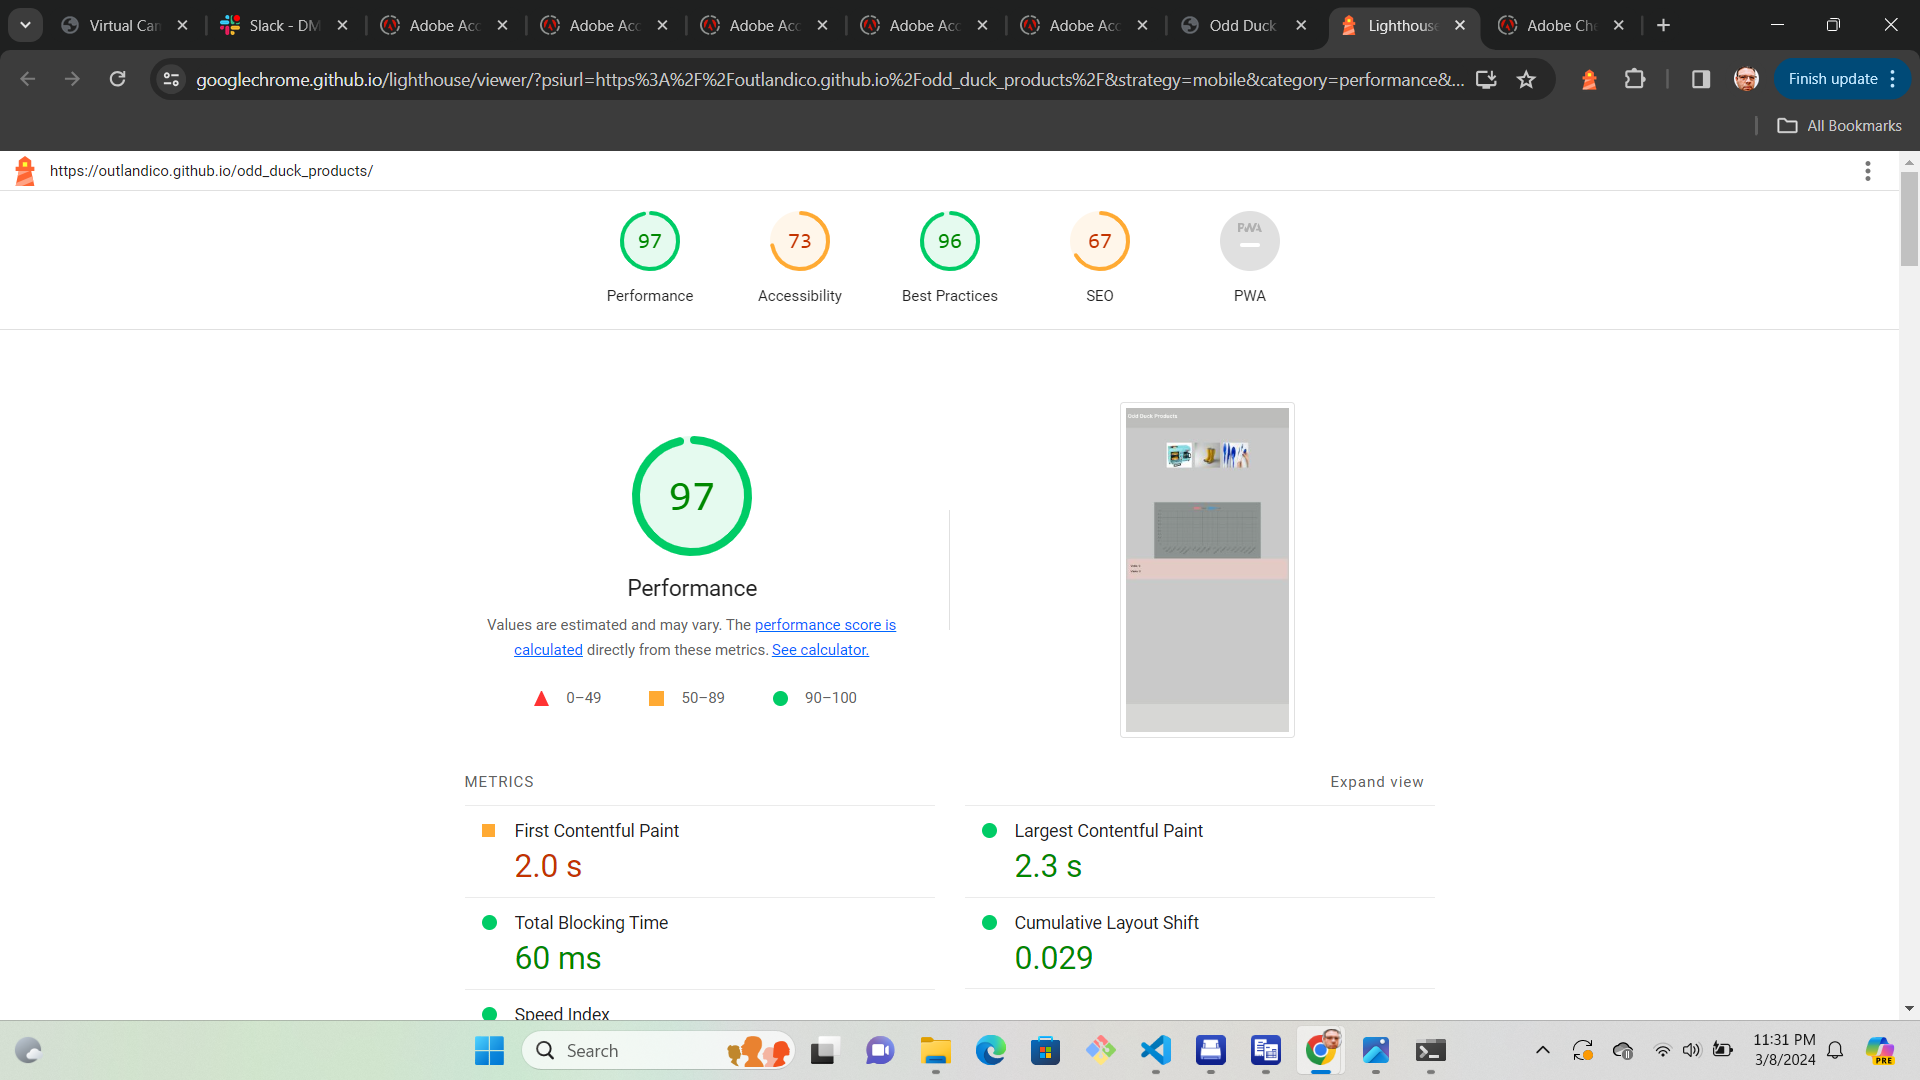 Virtual Can
Slack - DM
Adobe Acc
Adobe Acc
Adobe Acc
Adobe Acc
Adobe Acc
Odd Duck
Lighthouse
Adobe Che
googlechrome.github.io/lighthouse/viewer/?psiurl=https%3A%2F%2Foutlandico.github.io%2Fodd_duck_products%2F&strategy=mobile&category=performance&...
Finish update
All Bookmarks
https://outlandico.github.io/odd_duck_products/
97
73
96
67
PWA
Performance
Accessibility
Best Practices
SEO
PWA
97
Odd Duck Products
Performance
Values are estimated and may vary. The performance score is
calculated directly from these metrics. See calculator.
0–49
50–89
90–100
METRICS
Expand view
First Contentful Paint
2.0 s
Largest Contentful Paint
2.3 s
Total Blocking Time
60 ms
Cumulative Layout Shift
0.029
Speed Index
Search
11:31 PM
3/8/2024
PRE